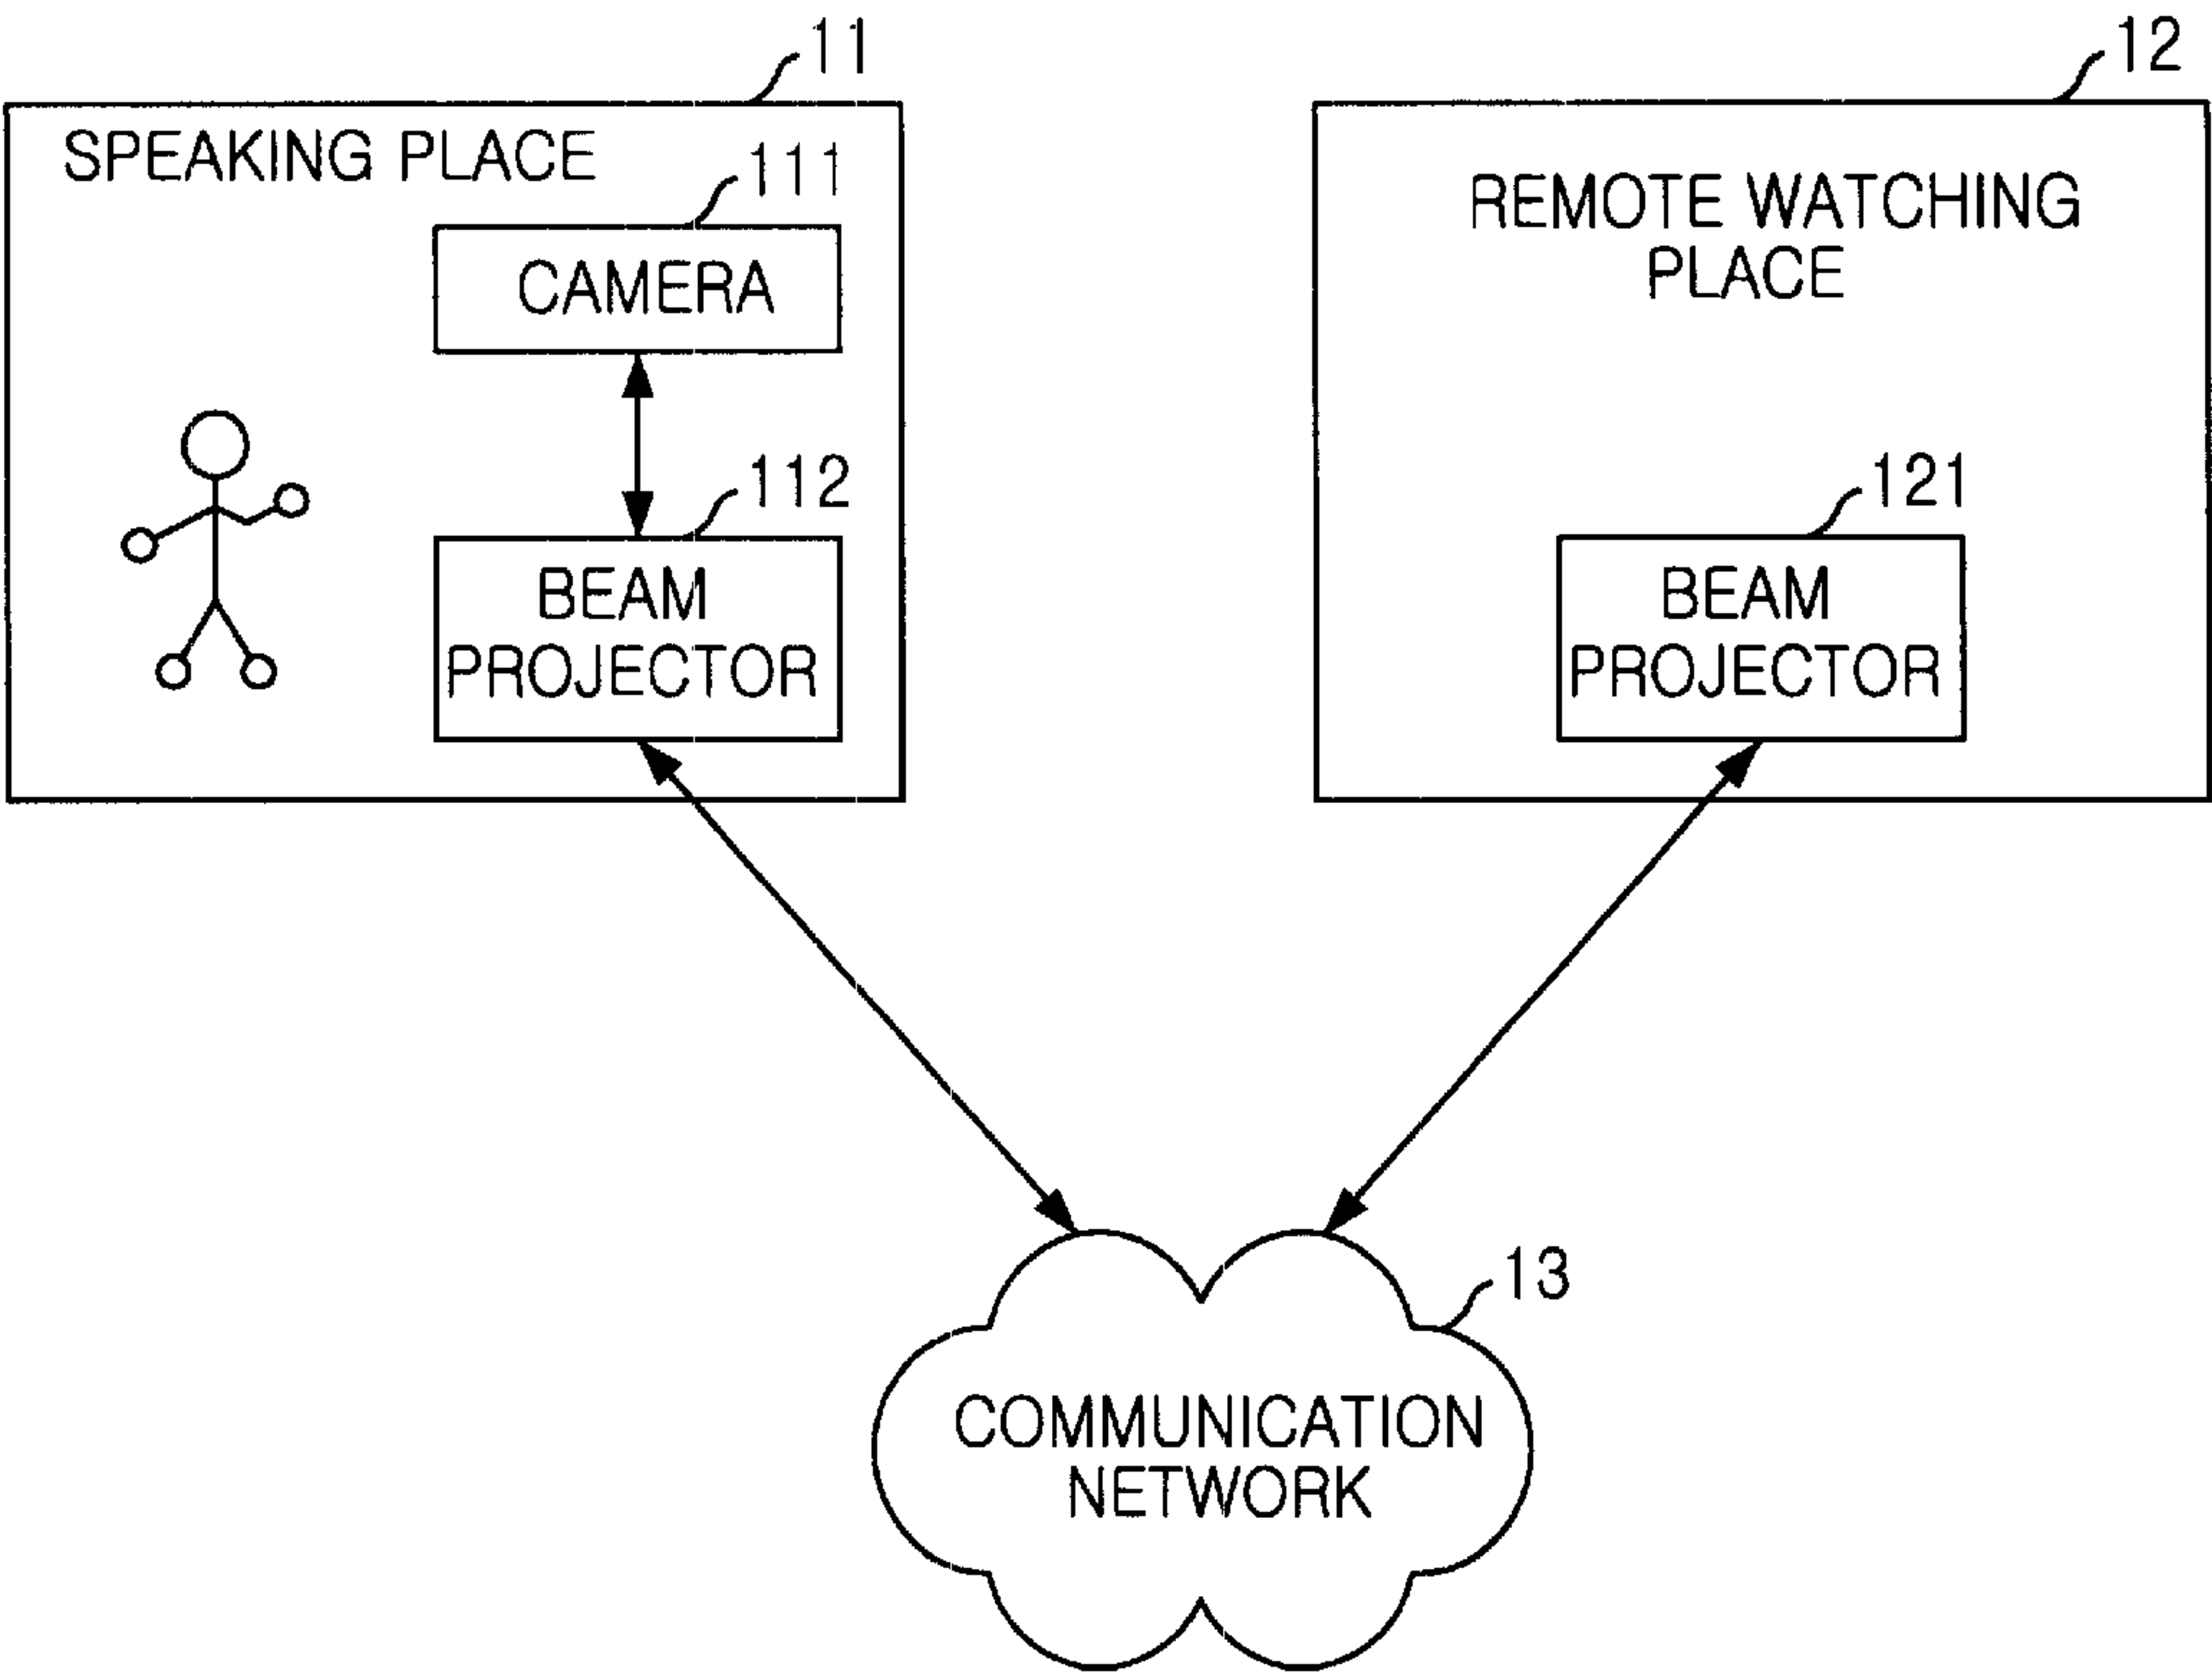 11
SPEAKING PLACE
111
CAMERA
112
BEAM
PROJECTOR
12
REMOTE WATCHING
PLACE
121
BEAM
PROJECTOR
13
COMMUNICATION
NETWORK